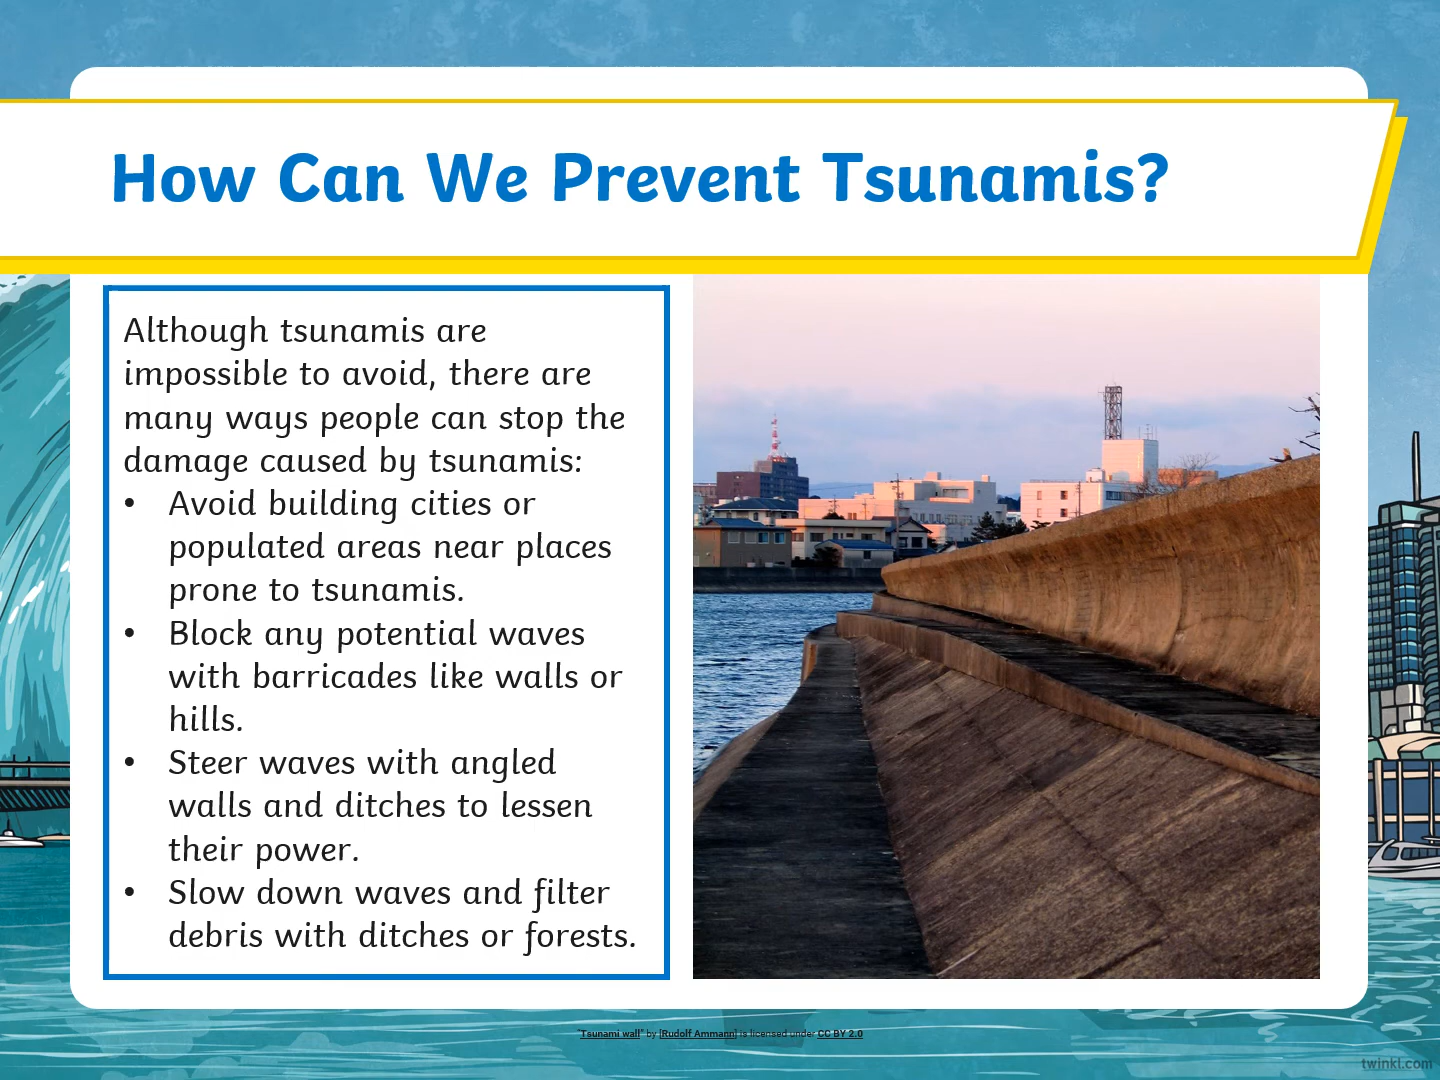 How Can We Prevent Tsunamis?
Although tsunamis are
impossible to avoid, there are
many ways people can stop the
damage caused by tsunamis:
• Avoid building cities or
populated areas near places
prone to tsunamis.
• Block any potential waves
with barricades like walls or
hills.
• Steer waves with angled
walls and ditches to lessen
their power.
• Slow down waves and filter
debris with ditches or forests.
"Tsunami wall" by [Rudolf Ammann] is licensed under CC BY 2.0
twinkl.com